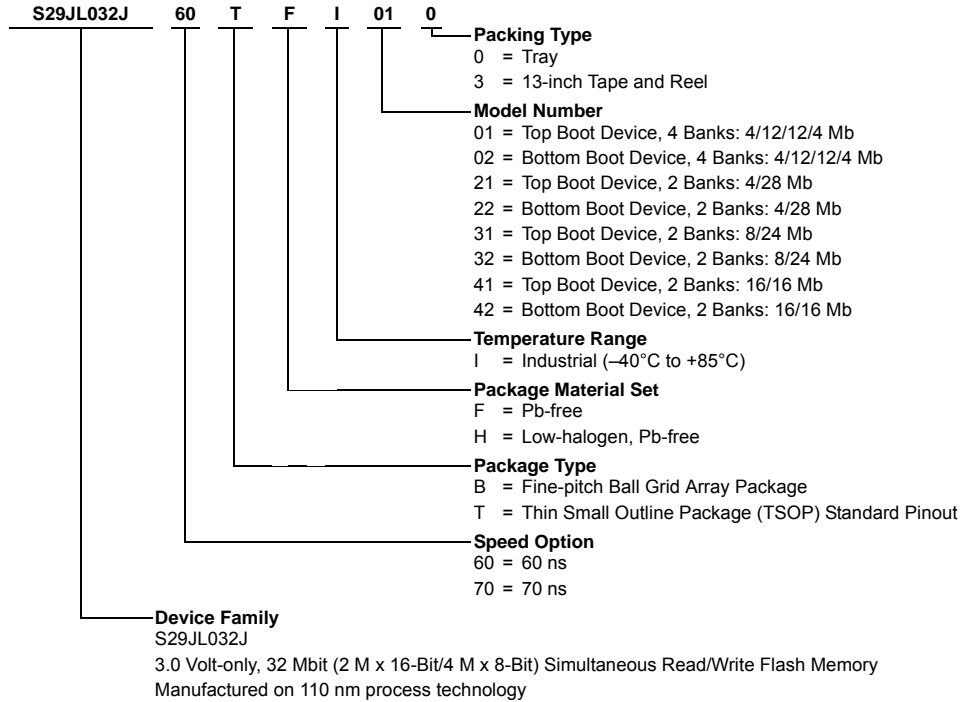 S29JL032J 60 T F I 01 0
Packing Type
0 = Tray
3 = 13-inch Tape and Reel
Model Number
01 = Top Boot Device, 4 Banks: 4/12/12/4 Mb
02 = Bottom Boot Device, 4 Banks: 4/12/12/4 Mb
21 = Top Boot Device, 2 Banks: 4/28 Mb
22 = Bottom Boot Device, 2 Banks: 4/28 Mb
31 = Top Boot Device, 2 Banks: 8/24 Mb
32 = Bottom Boot Device, 2 Banks: 8/24 Mb
41 = Top Boot Device, 2 Banks: 16/16 Mb
42 = Bottom Boot Device, 2 Banks: 16/16 Mb
Temperature Range
I = Industrial (–40°C to +85°C)
Package Material Set
F = Pb-free
H = Low-halogen, Pb-free
Package Type
B = Fine-pitch Ball Grid Array Package
T = Thin Small Outline Package (TSOP) Standard Pinout
Speed Option
60 = 60 ns
70 = 70 ns
Device Family
S29JL032J
3.0 Volt-only, 32 Mbit (2 M x 16-Bit/4 M x 8-Bit) Simultaneous Read/Write Flash Memory
Manufactured on 110 nm process technology